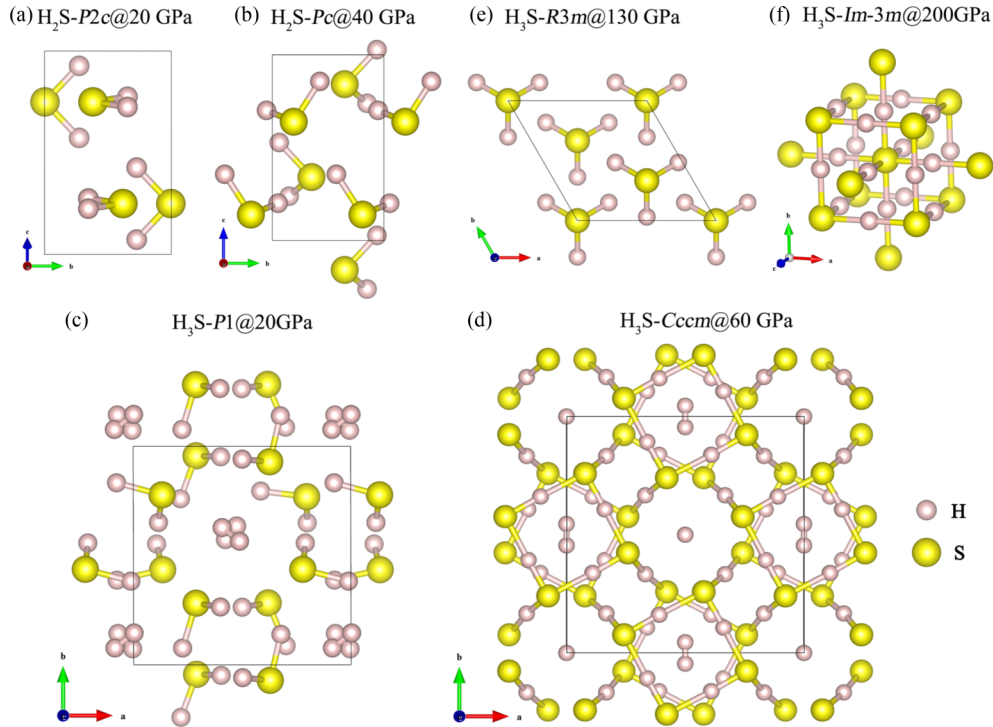 (a) H₂S-P2c@20 GPa
(b) H₂S-Pc@40 GPa
(e) H₃S-R3m@130 GPa
(f) H₃S-Im-3m@200GPa
c
b
c
b
b
a
b
a
c
(c) H₃S-P1@20GPa
(d) H₃S-Cccm@60 GPa
H
S
b
c
a
b
c
a